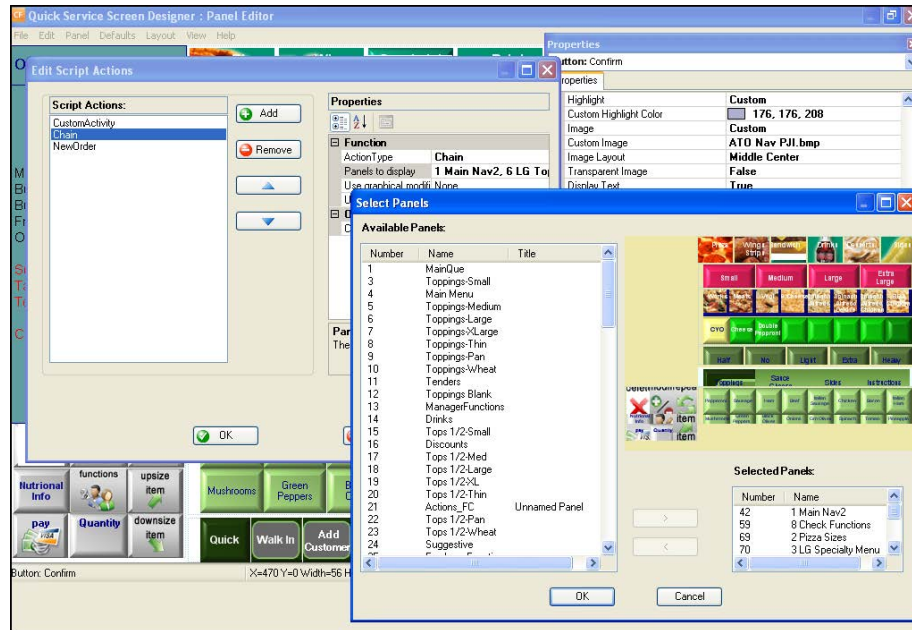 Quick Service Screen Designer : Panel Editor
File Edit Panel Defaults Layout View Help
Properties
Button: Confirm
Properties
Highlight Custom
Custom Highlight Color 176, 176, 208
Image Custom
Custom Image ATO Nav PJI.bmp
Image Layout Middle Center
Transparent Image False
Display Text True
Edit Script Actions
Script Actions:
CustomActivity
Chain
NewOrder
Add
Remove
OK
Properties
Function
ActionType Chain
Panels to display 1 Main Nav2, 6 LG To
Use graphical modifi None
Select Panels
Available Panels:
Number Name Title
1 MainQue
3 Toppings-Small
4 Main Menu
5 Toppings-Medium
6 Toppings-Large
7 Toppings-XLarge
8 Toppings-Thin
9 Toppings-Pan
10 Toppings-Wheat
11 Tenders
12 Toppings Blank
13 ManagerFunctions
14 Drinks
15 Tops 1/2-Small
16 Discounts
17 Tops 1/2-Med
18 Tops 1/2-Large
19 Tops 1/2-XL
20 Tops 1/2-Thin
21 Actions_FC Unnamed Panel
22 Tops 1/2-Pan
23 Tops 1/2-Wheat
24 Suggestive
Small Medium Large Extra Large
CYO Cheese Double Pepperoni
Half No Light Extra Heavy
Sides Instructions
item
pay Quantity item
Selected Panels:
Number Name
42 1 Main Nav2
59 8 Check Functions
69 2 Pizza Sizes
70 3 LG Specialty Menu
> 
<
OK Cancel
Nutrional Info functions upsize item
pay Quantity downsize item
Mushrooms Green Peppers
Quick Walk In Add Customer
Button: Confirm X=470 Y=0 Width=56 H